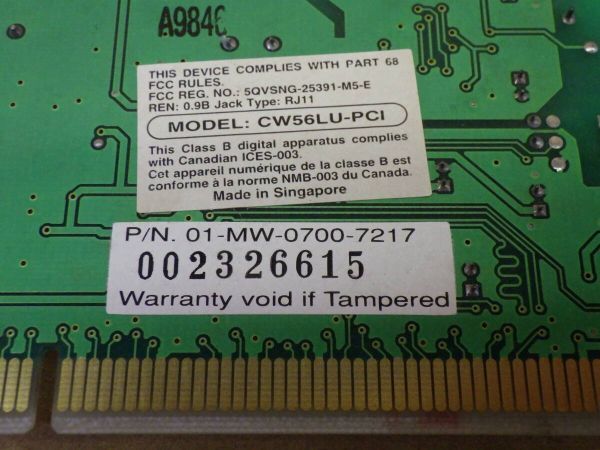 A9846
THIS DEVICE COMPLIES WITH PART 68
FCC RULES.
FCC REG. NO.: 5QVSNG-25391-M5-E
REN: 0.9B Jack Type: RJ11
MODEL: CW56LU-PCI
This Class B digital apparatus complies
with Canadian ICES-003.
Cet appareil numérique de la classe B est
conforme à la norme NMB-003 du Canada.
Made in Singapore
P/N. 01-MW-0700-7217
002326615
Warranty void if Tampered